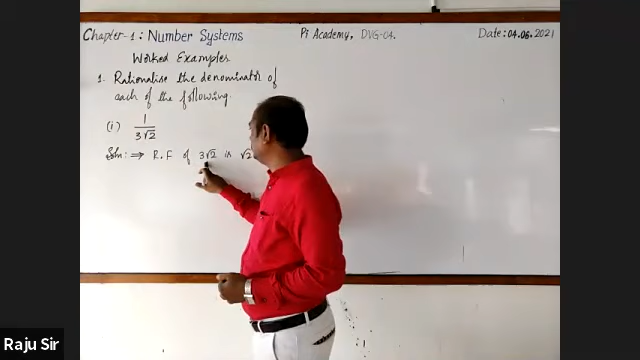 Chapter-1: Number Systems
Pi Academy, DVG-04.
Date: 04.06.2021
Worked Examples
1. Rationalise the denominator of
each of the following.
(i) 1
3√2
Soln: ⇒ R.F of 3√2 is √2
Raju Sir